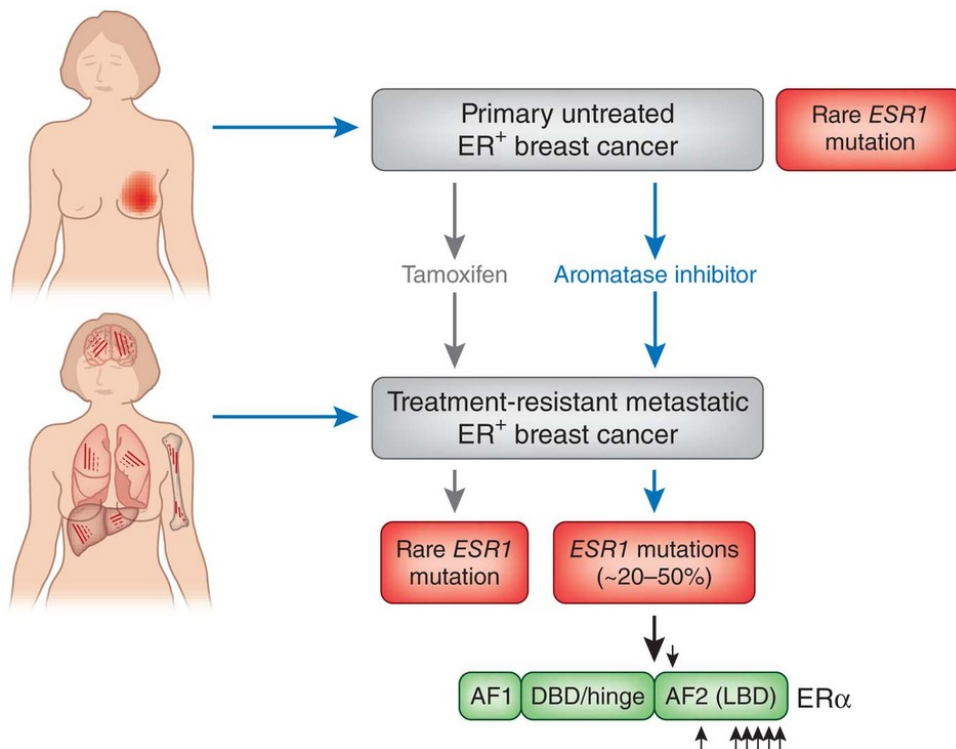 Primary untreated
ER+ breast cancer
Rare ESR1
mutation
Tamoxifen
Aromatase inhibitor
Treatment-resistant metastatic
ER+ breast cancer
Rare ESR1
mutation
ESR1 mutations
(~20–50%)
AF1
DBD/hinge
AF2 (LBD)
ERα